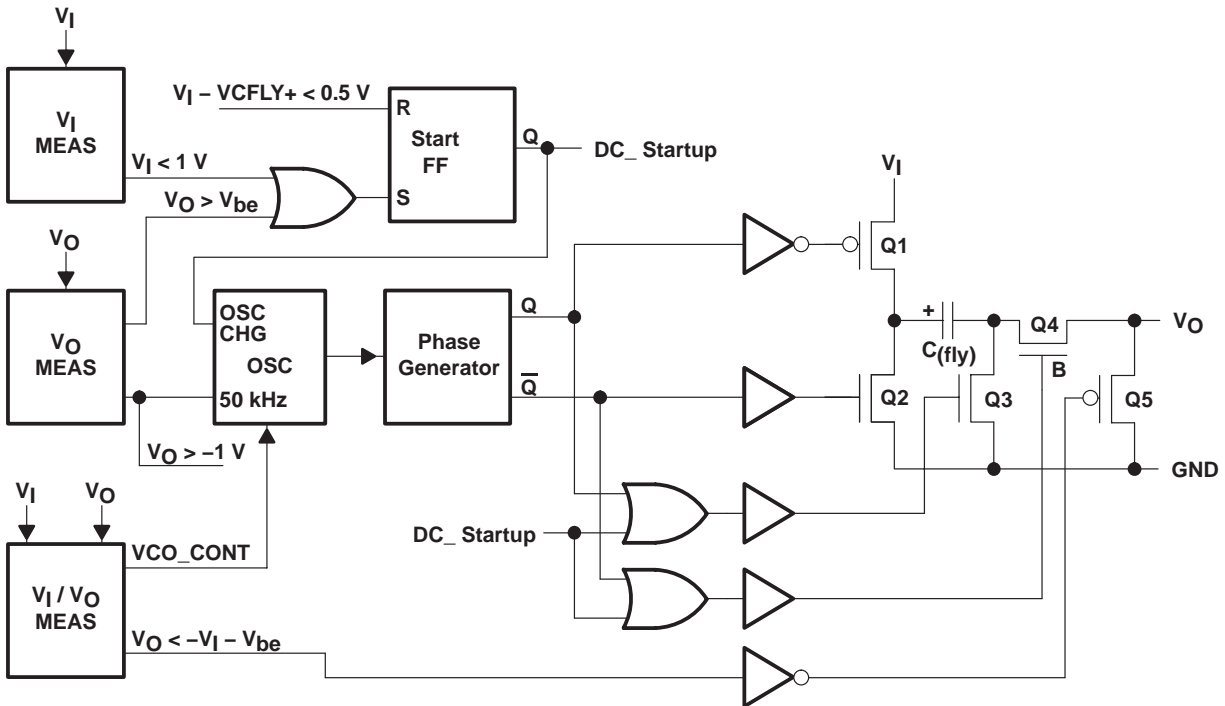 VI
VI
MEAS
VI – VCFLY+ < 0.5 V
R
Start
FF
S
Q
DC_ Startup
VI < 1 V
VO > Vbe
VO
VO
MEAS
OSC
CHG
OSC
50 kHz
VO > –1 V
Phase
Generator
Q
Q̅
VI
Q1
+
C(fly)
Q4
B
VO
Q2
Q3
Q5
GND
DC_ Startup
VI
VO
VI / VO
MEAS
VCO_CONT
VO < –VI – Vbe